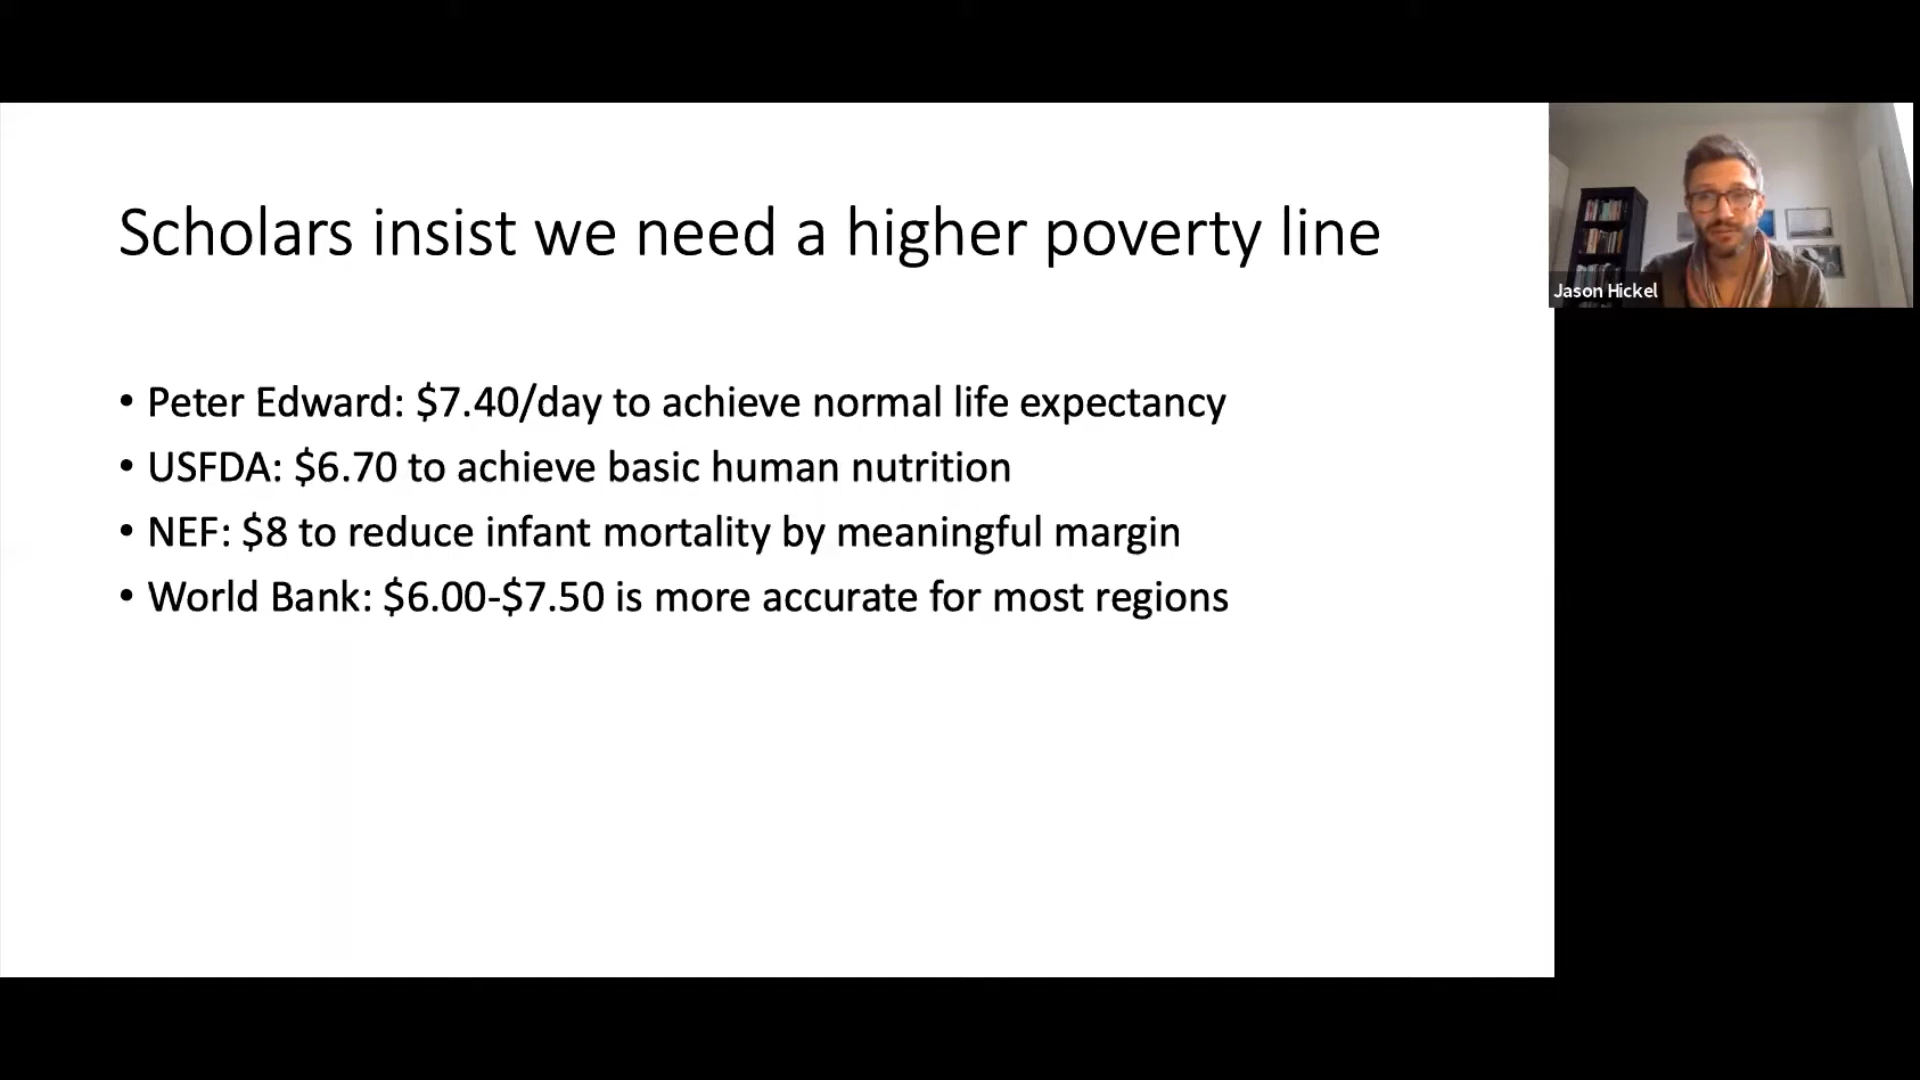 Scholars insist we need a higher poverty line
• Peter Edward: $7.40/day to achieve normal life expectancy
• USFDA: $6.70 to achieve basic human nutrition
• NEF: $8 to reduce infant mortality by meaningful margin
• World Bank: $6.00-$7.50 is more accurate for most regions
Jason Hickel